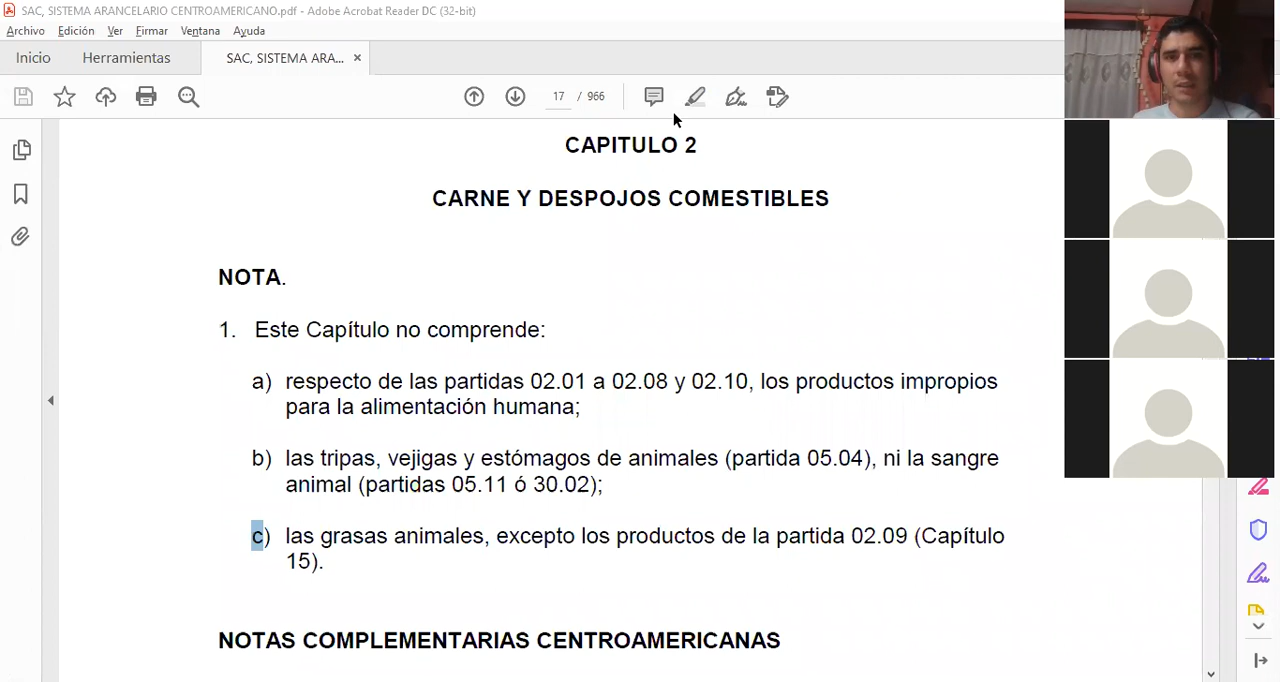 SAC, SISTEMA ARANCELARIO CENTROAMERICANO.pdf - Adobe Acrobat Reader DC (32-bit)
Archivo Edición Ver Firmar Ventana Ayuda
Inicio Herramientas SAC, SISTEMA ARA... ×
17 / 966
CAPITULO 2
CARNE Y DESPOJOS COMESTIBLES
NOTA.
1. Este Capítulo no comprende:
a) respecto de las partidas 02.01 a 02.08 y 02.10, los productos impropios
para la alimentación humana;
b) las tripas, vejigas y estómagos de animales (partida 05.04), ni la sangre
animal (partidas 05.11 ó 30.02);
c) las grasas animales, excepto los productos de la partida 02.09 (Capítulo
15).
NOTAS COMPLEMENTARIAS CENTROAMERICANAS